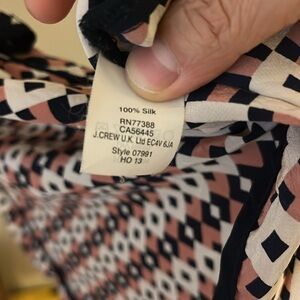 100% Silk
RN77388
CA56445
J.CREW U.K. Ltd EC4V 6JA
Style 07991
HO 13